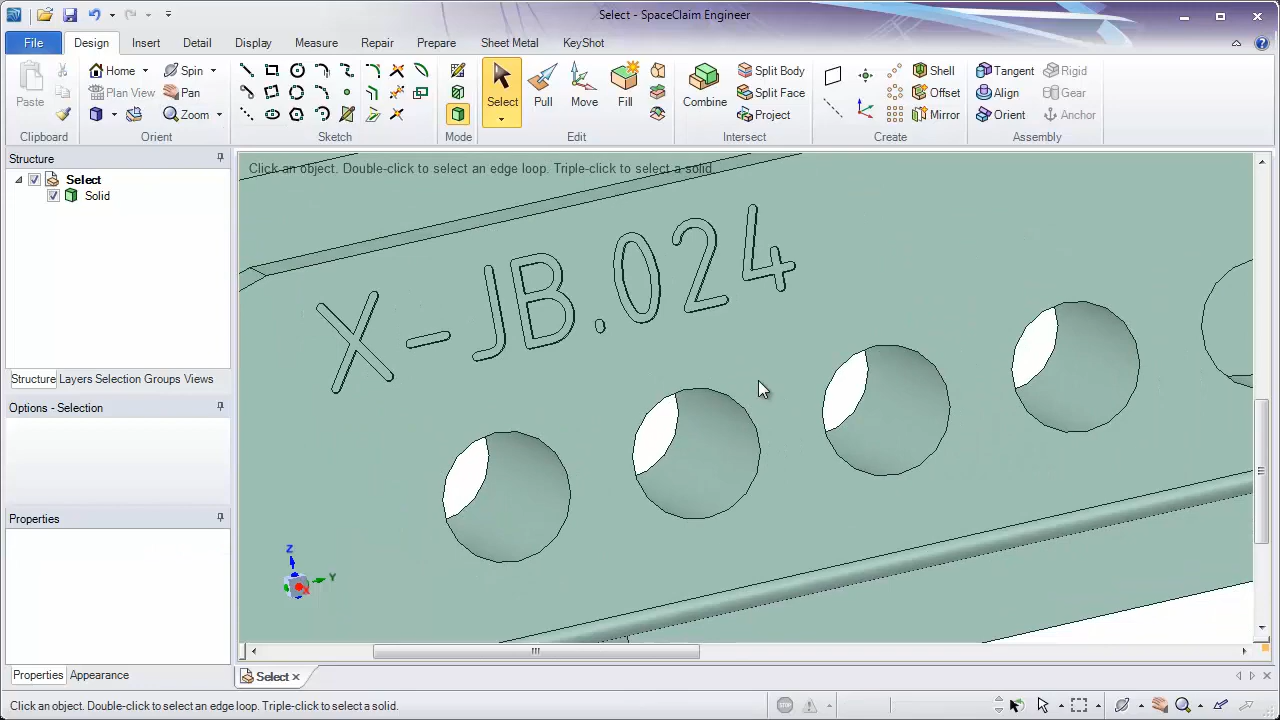 Select - SpaceClaim Engineer
File Design Insert Detail Display Measure Repair Prepare Sheet Metal KeyShot
Paste
Home
Plan View
Spin
Pan
Zoom
Select
Pull
Move
Fill
Combine
Split Body
Split Face
Project
Shell
Offset
Mirror
Tangent
Align
Orient
Rigid
Gear
Anchor
Clipboard Orient Sketch Mode Edit Intersect Create Assembly
Structure
Select
Solid
Structure Layers Selection Groups Views
Options - Selection
Properties
Properties Appearance
Click an object. Double-click to select an edge loop. Triple-click to select a solid.
X-JB.024
Z
Y
X
Select
Click an object. Double-click to select an edge loop. Triple-click to select a solid.